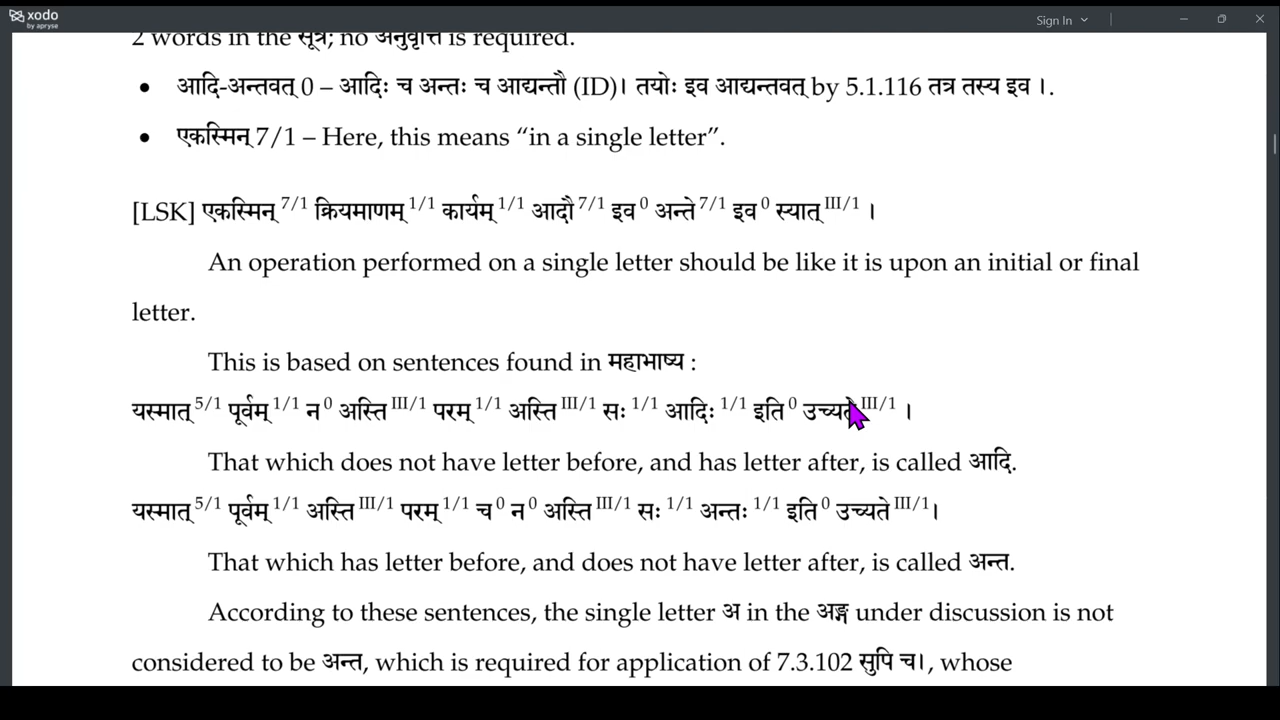 xodo
by apryse
Sign In
2 words in the सूत्र; no अनुवृत्ति is required.
• आदि-अन्तवत् 0 – आदिः च अन्तः च आद्यन्तौ (ID)। तयोः इव आद्यन्तवत् by 5.1.116 तत्र तस्य इव ।.
• एकस्मिन् 7/1 – Here, this means “in a single letter”.
[LSK] एकस्मिन् 7/1 क्रियमाणम् 1/1 कार्यम् 1/1 आदौ 7/1 इव 0 अन्ते 7/1 इव 0 स्यात् III/1 ।
An operation performed on a single letter should be like it is upon an initial or final
letter.
This is based on sentences found in महाभाष्य :
यस्मात् 5/1 पूर्वम् 1/1 न 0 अस्ति III/1 परम् 1/1 अस्ति III/1 सः 1/1 आदिः 1/1 इति 0 उच्यते III/1 ।
That which does not have letter before, and has letter after, is called आदि.
यस्मात् 5/1 पूर्वम् 1/1 अस्ति III/1 परम् 1/1 च 0 न 0 अस्ति III/1 सः 1/1 अन्तः 1/1 इति 0 उच्यते III/1।
That which has letter before, and does not have letter after, is called अन्त.
According to these sentences, the single letter अ in the अङ्ग under discussion is not
considered to be अन्त, which is required for application of 7.3.102 सुपि च।, whose